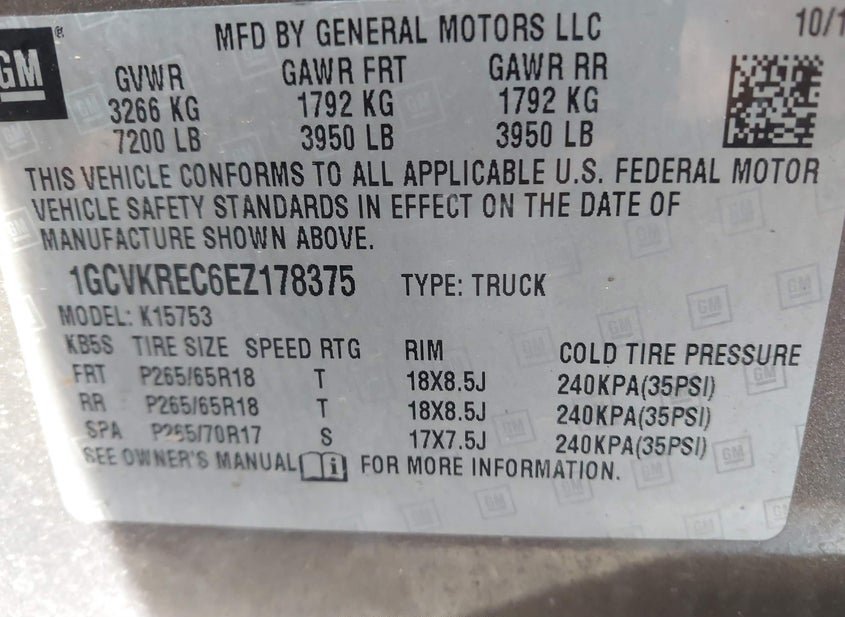 GM
MFD BY GENERAL MOTORS LLC 10/1
GVWR GAWR FRT GAWR RR
3266 KG 1792 KG 1792 KG
7200 LB 3950 LB 3950 LB
THIS VEHICLE CONFORMS TO ALL APPLICABLE U.S. FEDERAL MOTOR
VEHICLE SAFETY STANDARDS IN EFFECT ON THE DATE OF
MANUFACTURE SHOWN ABOVE.
1GCVKREC6EZ178375 TYPE: TRUCK
MODEL: K15753
KB5S TIRE SIZE SPEED RTG RIM COLD TIRE PRESSURE
FRT P265/65R18 T 18X8.5J 240KPA(35PSI)
RR P265/65R18 T 18X8.5J 240KPA(35PSI)
SPA P265/70R17 S 17X7.5J 240KPA(35PSI)
SEE OWNER'S MANUAL i FOR MORE INFORMATION.